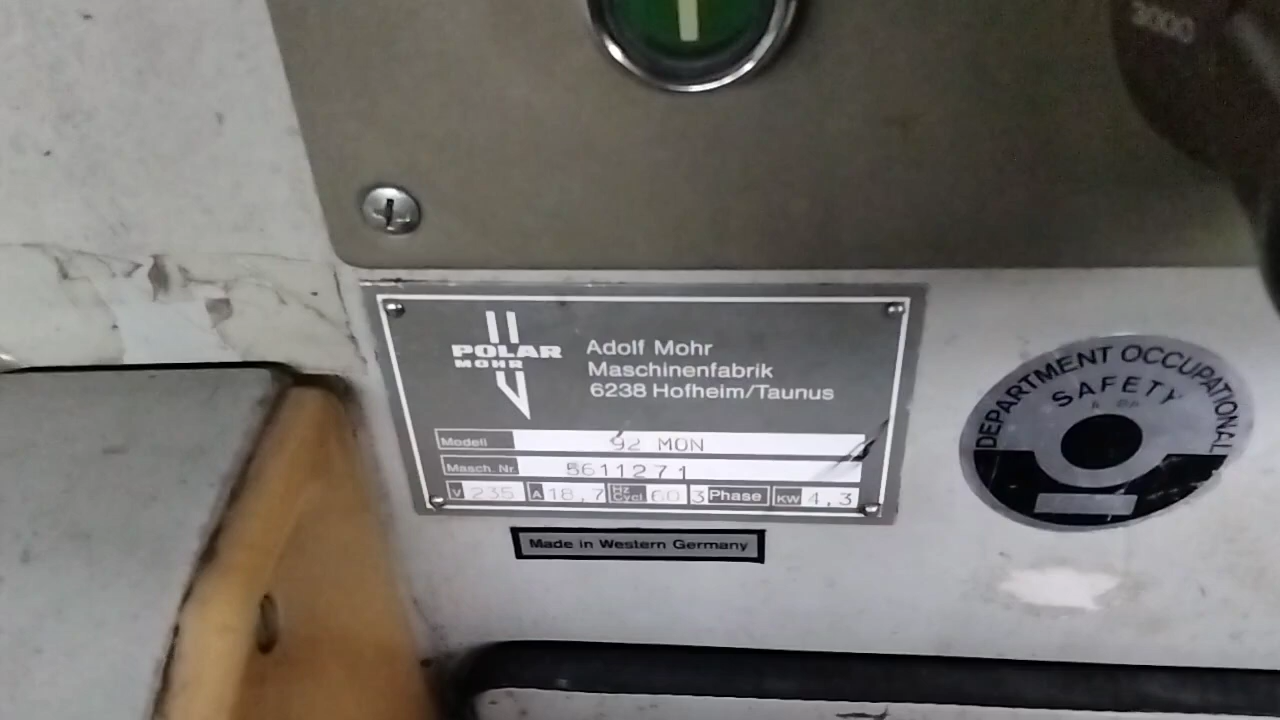 3000
POLAR
MOHR
Adolf Mohr
Maschinenfabrik
6238 Hofheim/Taunus
Modell 92 MON
Masch. Nr. 5611271
V 235 A 18,7 Hz Cycl 60 3 Phase KW 4,3
Made in Western Germany
DEPARTMENT OCCUPATIONAL
SAFETY